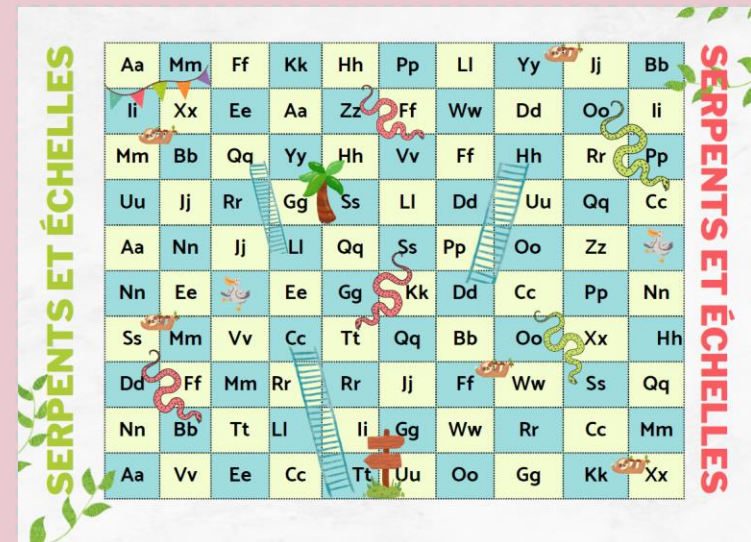 SERPENTS ET ÉCHELLES
Aa Mm Ff Kk Hh Pp Ll Yy Jj Bb
Ii Xx Ee Aa Zz Ff Ww Dd Oo Ii
Mm Bb Qq Yy Hh Vv Ff Hh Rr Pp
Uu Jj Rr Gg Ss Ll Dd Uu Qq Cc
Aa Nn Jj Ll Qq Ss Pp Oo Zz
Nn Ee Ee Gg Kk Dd Cc Pp Nn
Ss Mm Vv Cc Tt Qq Bb Oo Xx Hh
Dd Ff Mm Rr Rr Jj Ff Ww Ss Qq
Nn Bb Tt Ll Ii Gg Ww Rr Cc Mm
Aa Vv Ee Cc Tt Uu Oo Gg Kk Xx
SERPENTS ET ÉCHELLES